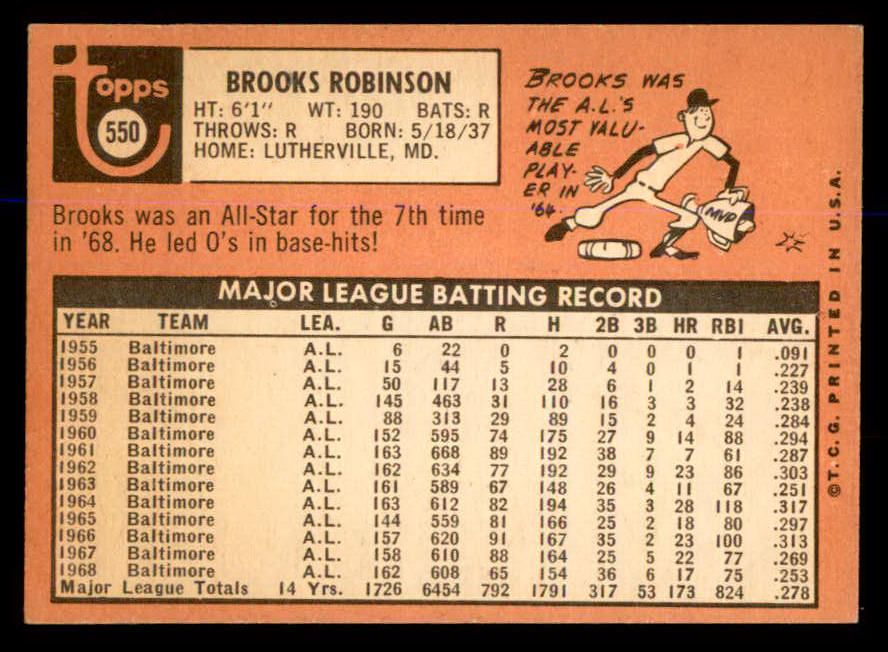 topps
550
BROOKS ROBINSON
HT: 6'1" WT: 190 BATS: R
THROWS: R BORN: 5/18/37
HOME: LUTHERVILLE, MD.
Brooks was an All-Star for the 7th time
in '68. He led O's in base-hits!
BROOKS WAS
THE A.L.'S
MOST VALU-
ABLE
PLAY-
ER IN
'64.
MVP
MAJOR LEAGUE BATTING RECORD
YEAR TEAM LEA. G AB R H 2B 3B HR RBI AVG.
1955 Baltimore A.L. 6 22 0 2 0 0 0 1 .091
1956 Baltimore A.L. 15 44 5 10 4 0 1 1 .227
1957 Baltimore A.L. 50 117 13 28 6 1 2 14 .239
1958 Baltimore A.L. 145 463 31 110 16 3 3 32 .238
1959 Baltimore A.L. 88 313 29 89 15 2 4 24 .284
1960 Baltimore A.L. 152 595 74 175 27 9 14 88 .294
1961 Baltimore A.L. 163 668 89 192 38 7 7 61 .287
1962 Baltimore A.L. 162 634 77 192 29 9 23 86 .303
1963 Baltimore A.L. 161 589 67 148 26 4 11 67 .251
1964 Baltimore A.L. 163 612 82 194 35 3 28 118 .317
1965 Baltimore A.L. 144 559 81 166 25 2 18 80 .297
1966 Baltimore A.L. 157 620 91 167 35 2 23 100 .313
1967 Baltimore A.L. 158 610 88 164 25 5 22 77 .269
1968 Baltimore A.L. 162 608 65 154 36 6 17 75 .253
Major League Totals 14 Yrs. 1726 6454 792 1791 317 53 173 824 .278
©T.C.G. PRINTED IN U.S.A.